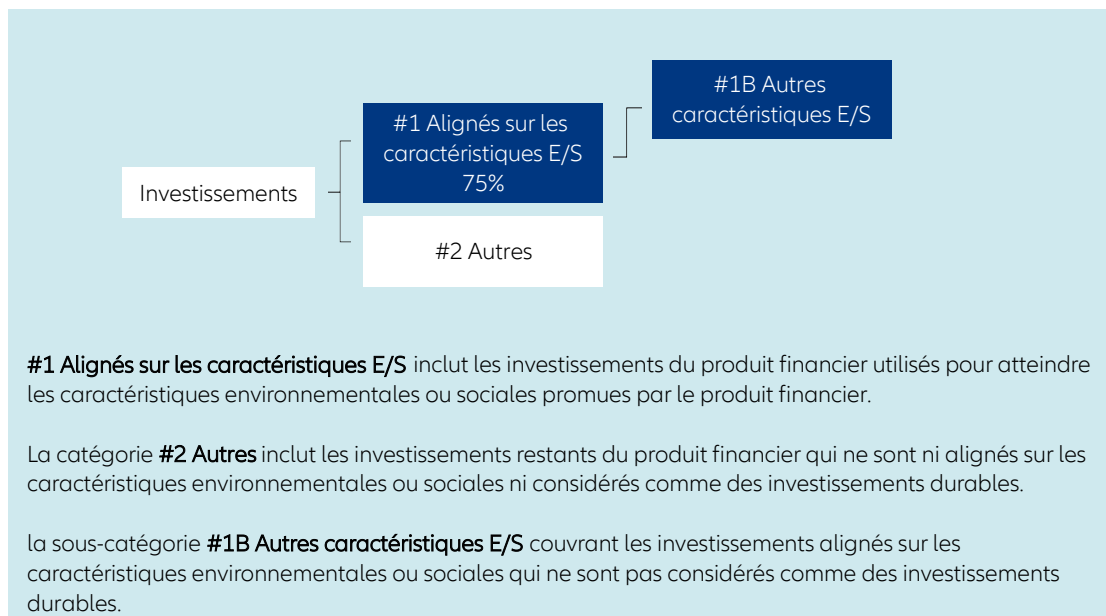 #1B Autres
caractéristiques E/S
#1 Alignés sur les
caractéristiques E/S
75%
Investissements
#2 Autres
#1 Alignés sur les caractéristiques E/S inclut les investissements du produit financier utilisés pour atteindre
les caractéristiques environnementales ou sociales promues par le produit financier.
La catégorie #2 Autres inclut les investissements restants du produit financier qui ne sont ni alignés sur les
caractéristiques environnementales ou sociales ni considérés comme des investissements durables.
la sous-catégorie #1B Autres caractéristiques E/S couvrant les investissements alignés sur les
caractéristiques environnementales ou sociales qui ne sont pas considérés comme des investissements
durables.